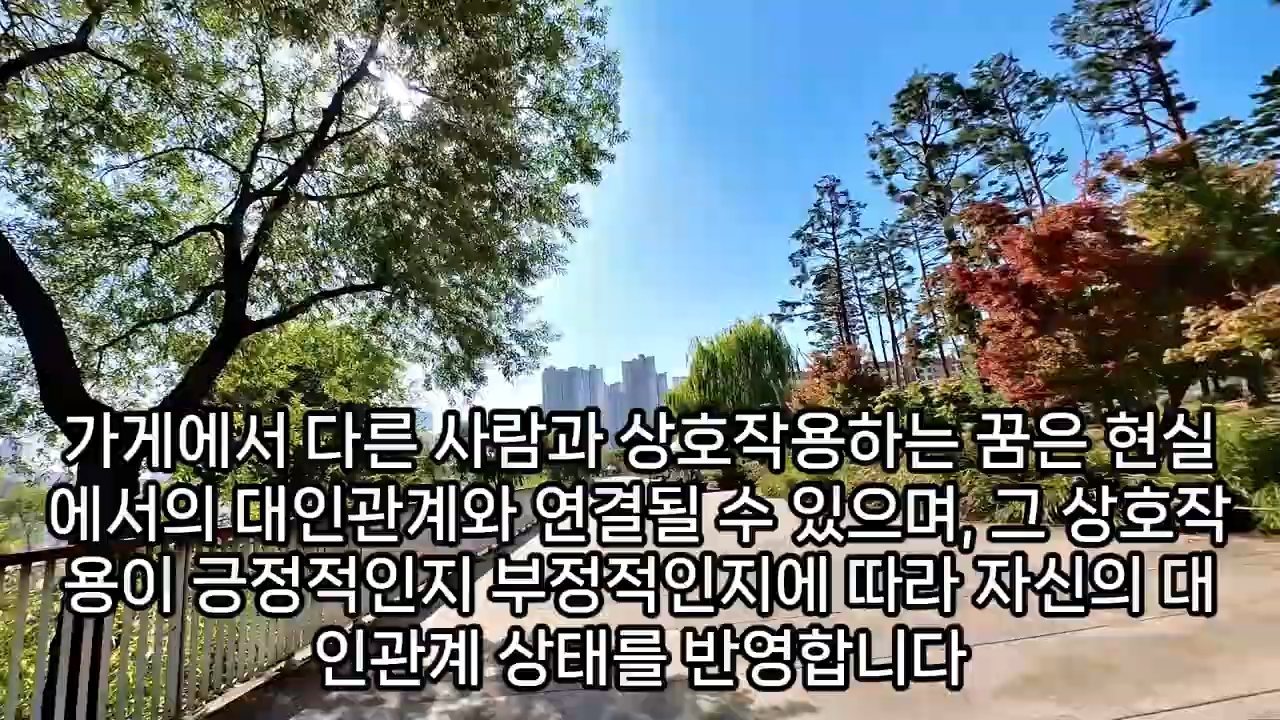 가게에서 다른 사람과 상호작용하는 꿈은 현실
에서의 대인관계와 연결될 수 있으며, 그 상호작
용이 긍정적인지 부정적인지에 따라 자신의 대
인관계 상태를 반영합니다